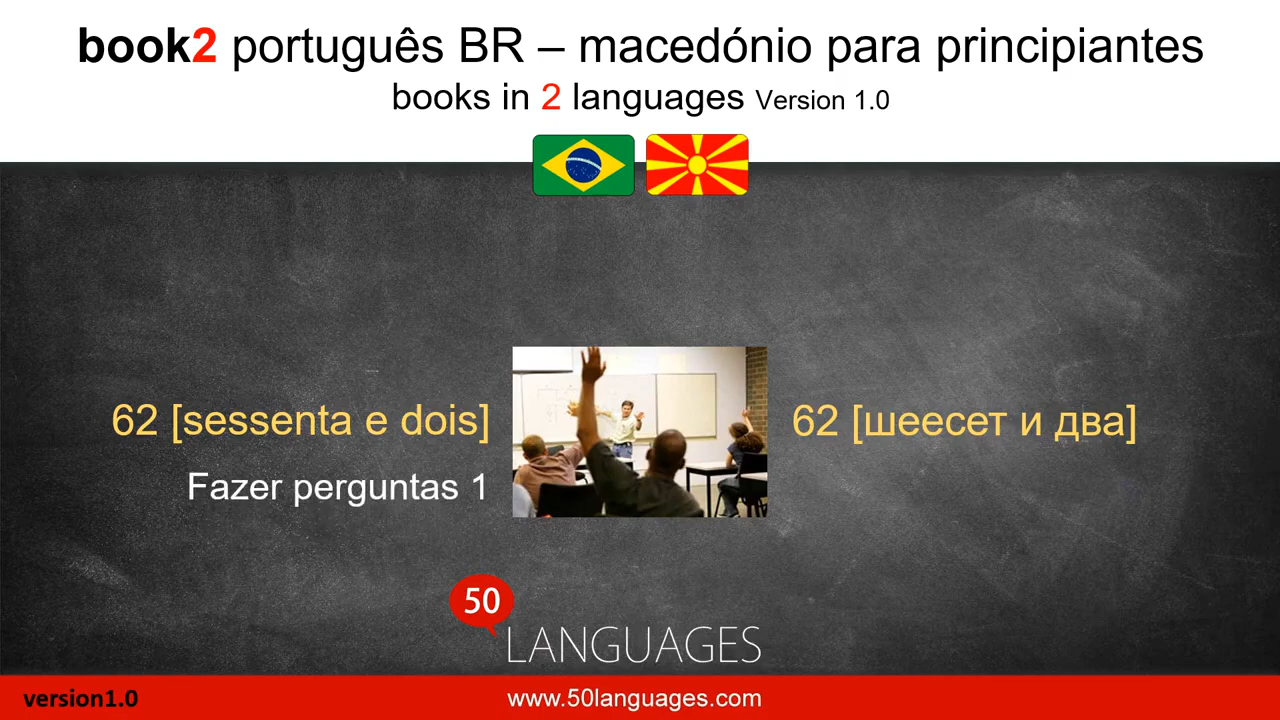 book2 português BR – macedónio para principiantes
books in 2 languages Version 1.0
62 [sessenta e dois]
Fazer perguntas 1
62 [шеесет и два]
50
LANGUAGES
version1.0
www.50languages.com